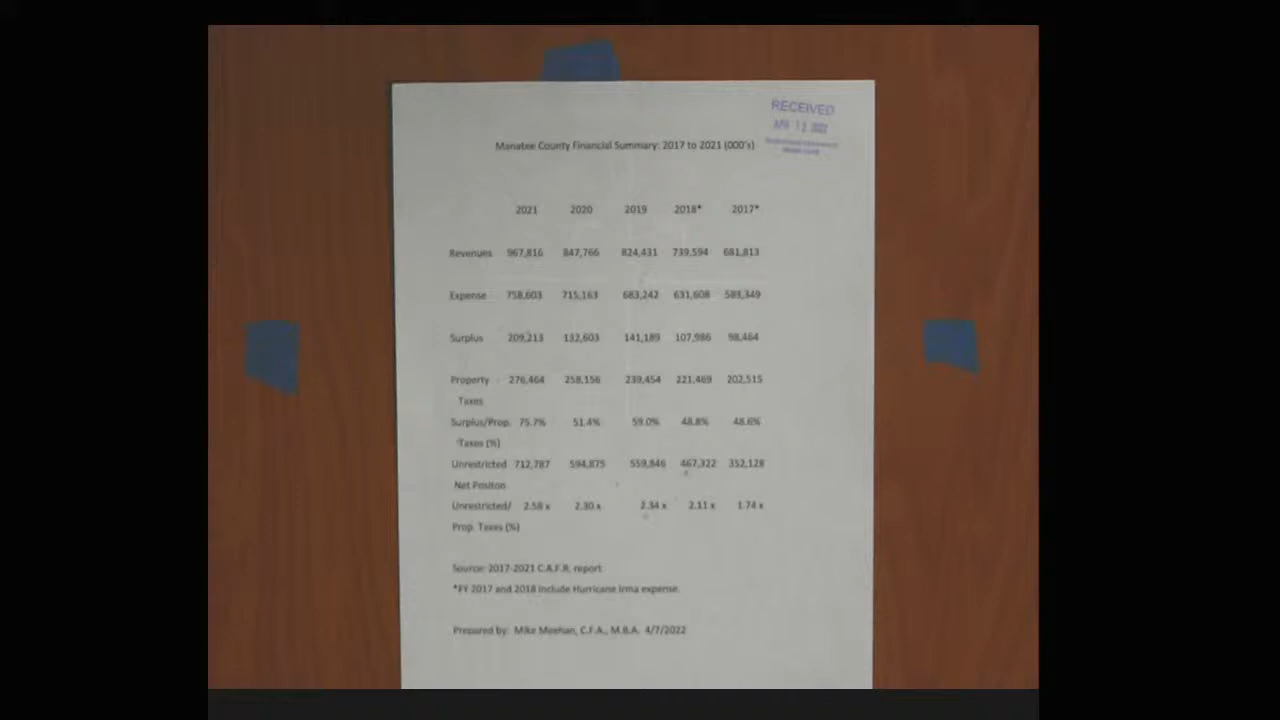 RECEIVED
APR 12 2022
Manatee County Financial Summary: 2017 to 2021 (000's)
2021 2020 2019 2018* 2017*
Revenues 967,816 847,766 824,431 739,594 681,813
Expense 758,603 715,163 683,242 631,608 583,349
Surplus 209,213 132,603 141,189 107,986 98,464
Property 276,464 258,156 239,454 221,469 202,515
Taxes
Surplus/Prop. 75.7% 51.4% 59.0% 48.8% 48.6%
Taxes (%)
Unrestricted 712,787 594,875 559,846 467,322 352,128
Net Positon
Unrestricted/ 2.58 x 2.30 x 2.34 x 2.11 x 1.74 x
Prop. Taxes (%)
Source: 2017-2021 C.A.F.R. report
*FY 2017 and 2018 include Hurricane Irma expense.
Prepared by: Mike Meehan, C.F.A., M.B.A. 4/7/2022